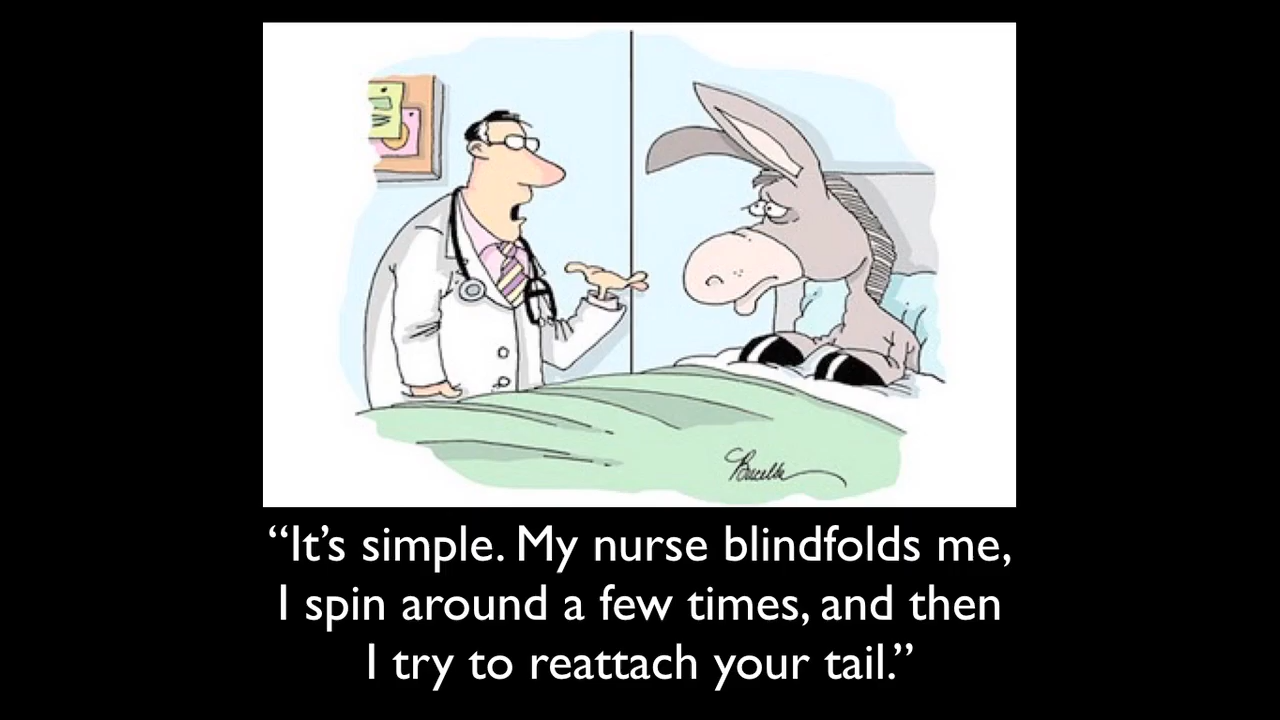 “It’s simple. My nurse blindfolds me,
I spin around a few times, and then
I try to reattach your tail.”